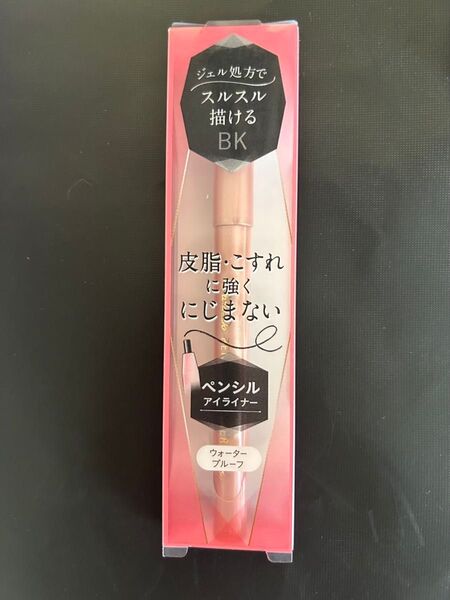 ジェル処方で
スルスル
描ける
BK
皮脂・こすれ
に強く
にじまない
ペンシル
アイライナー
ウォーター
プルーフ